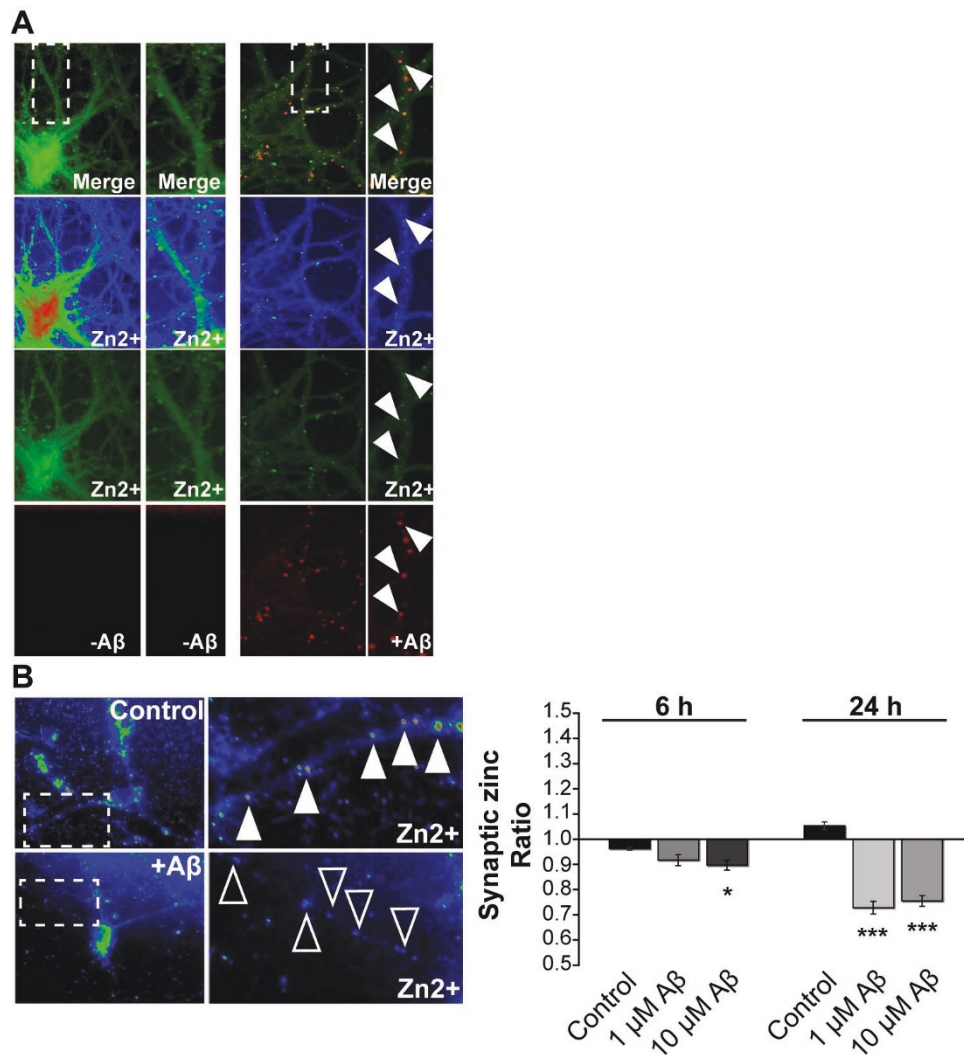 A
Merge
Merge
Merge
Zn2+
Zn2+
Zn2+
Zn2+
Zn2+
Zn2+
-Aβ
-Aβ
+Aβ
B
Control
Zn2+
+Aβ
Zn2+
6 h
24 h
Synaptic zinc
Ratio
1.5
1.4
1.3
1.2
1.1
1.0
0.9
0.8
0.7
0.6
0.5
*
***
***
Control
1 μM Aβ
10 μM Aβ
Control
1 μM Aβ
10 μM Aβ